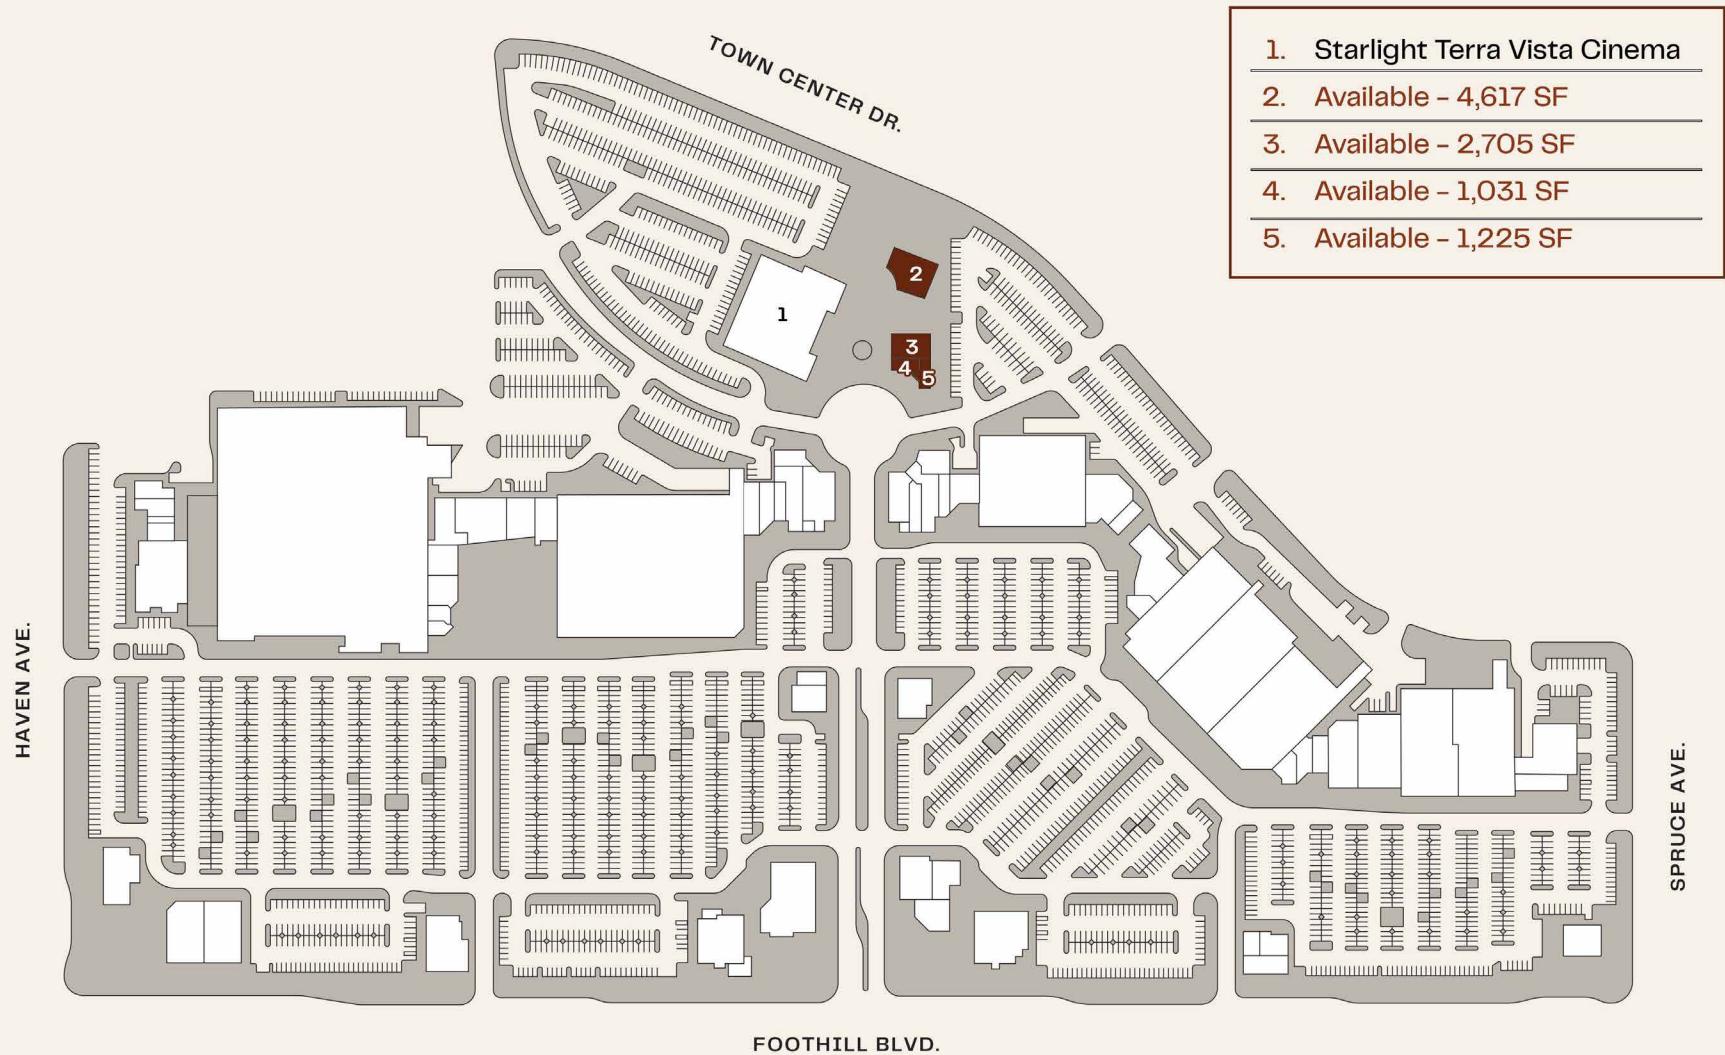 TOWN CENTER DR.
1. Starlight Terra Vista Cinema
2. Available - 4,617 SF
3. Available - 2,705 SF
4. Available - 1,031 SF
5. Available - 1,225 SF
2
1
3
4
5
HAVEN AVE.
SPRUCE AVE.
FOOTHILL BLVD.